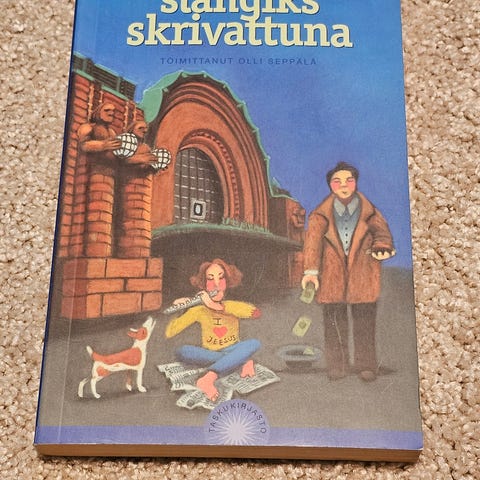 slangiks
skrivattuna
TOIMITTANUT OLLI SEPPÄLÄ
O
I
JEESUS
TASKUKIRJASTO